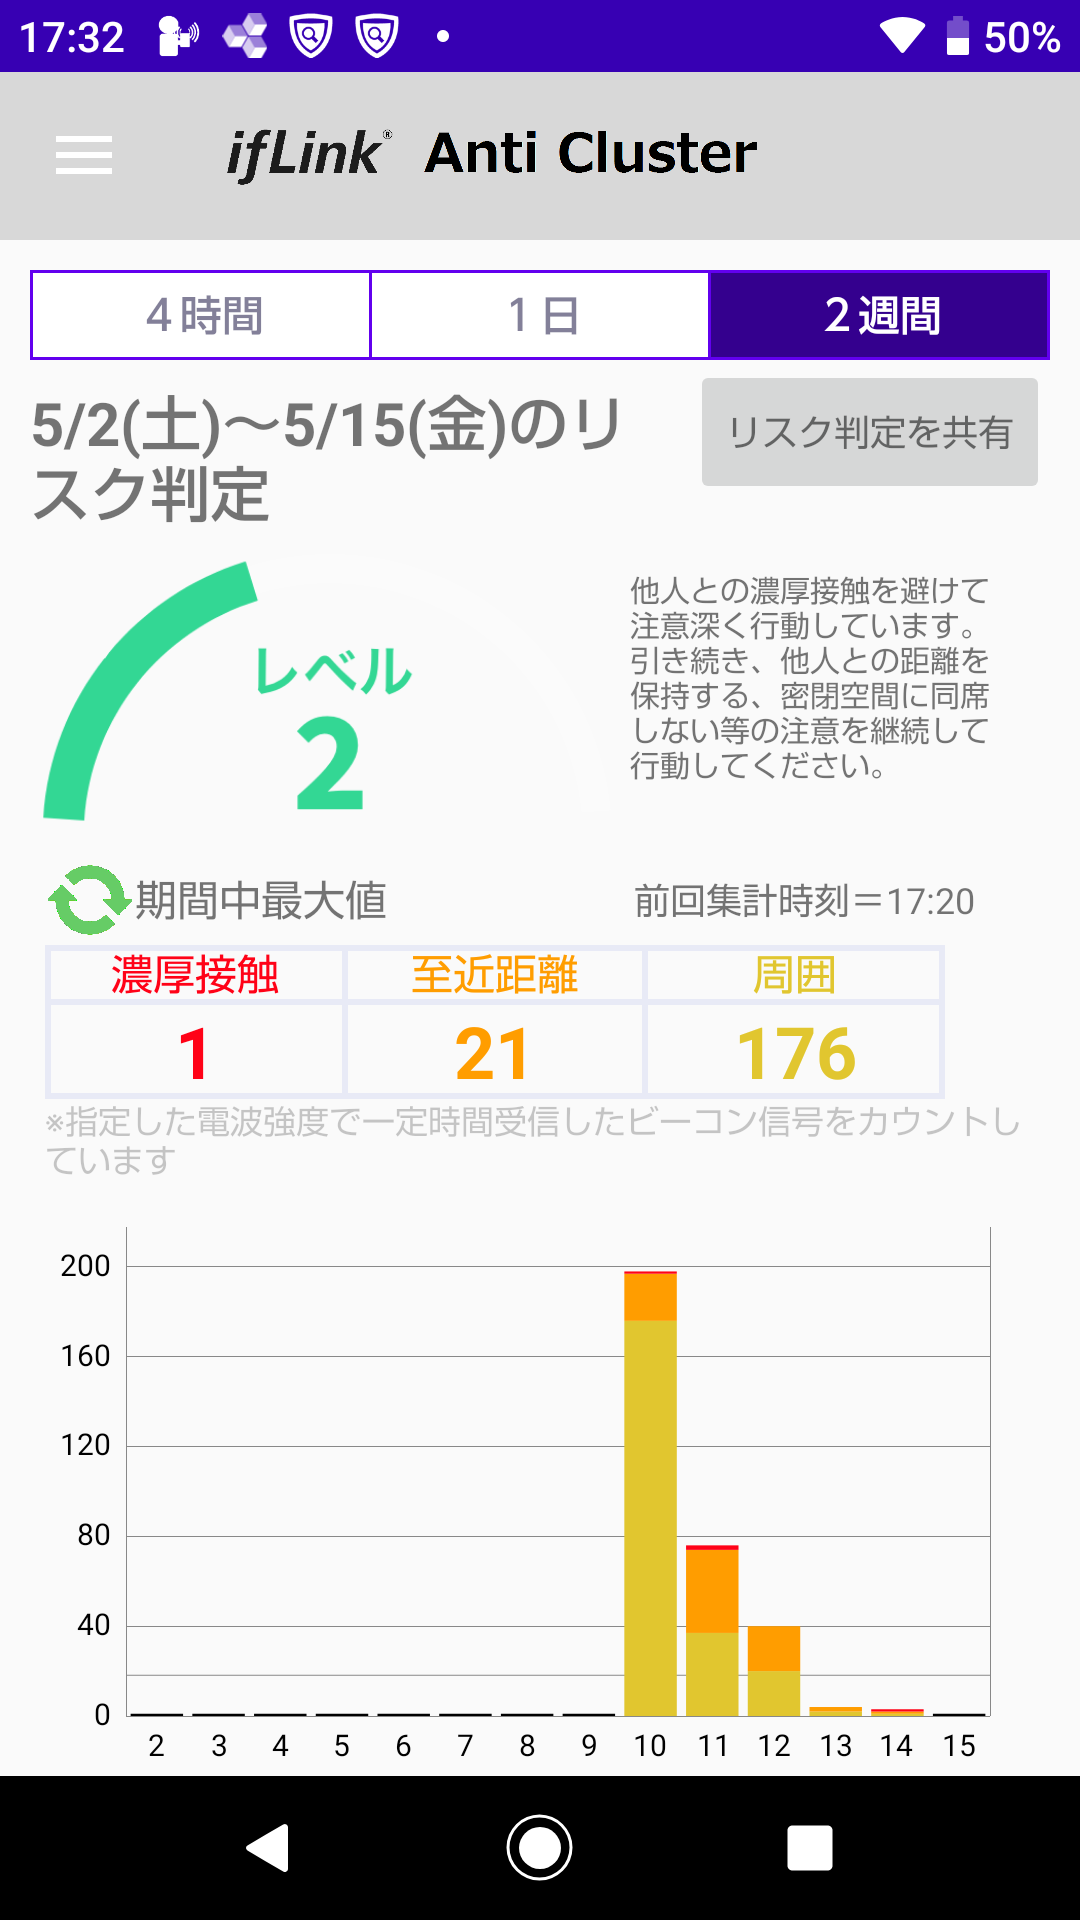 17:32
50%
ifLink® Anti Cluster
4時間 1日 2週間
5/2(土)〜5/15(金)のリ
スク判定
リスク判定を共有
レベル
2
他人との濃厚接触を避けて
注意深く行動しています。
引き続き、他人との距離を
保持する、密閉空間に同席
しない等の注意を継続して
行動してください。
期間中最大値
前回集計時刻＝17:20
濃厚接触 至近距離 周囲
1 21 176
※指定した電波強度で一定時間受信したビーコン信号をカウントし
ています
200
160
120
80
40
0
2 3 4 5 6 7 8 9 10 11 12 13 14 15